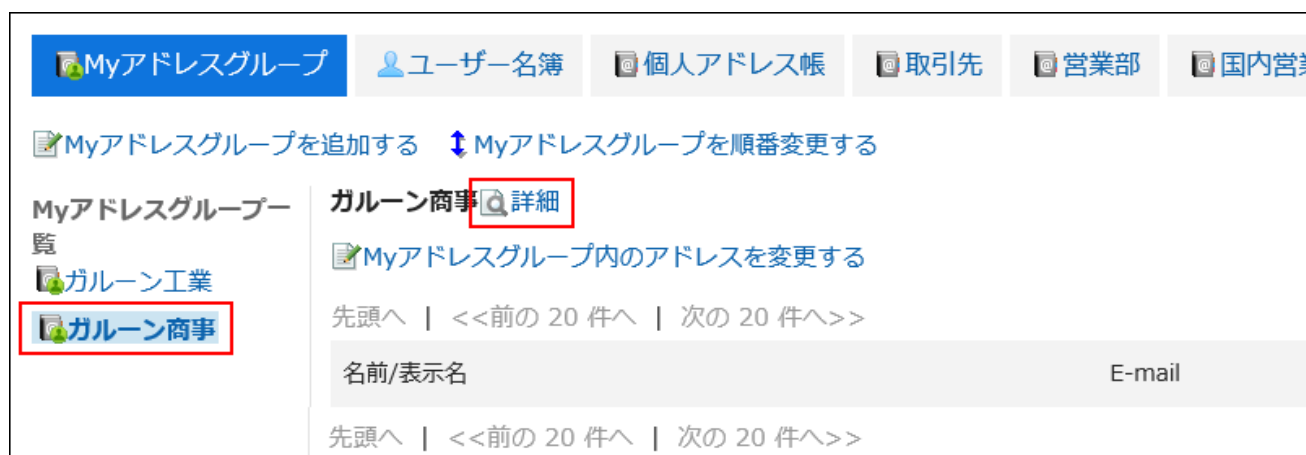 Myアドレスグループ ユーザー名簿 個人アドレス帳 取引先 営業部 国内営
Myアドレスグループを追加する Myアドレスグループを順番変更する
Myアドレスグループ一
覧
ガルーン工業
ガルーン商事
ガルーン商事 詳細
Myアドレスグループ内のアドレスを変更する
先頭へ | <<前の 20 件へ | 次の 20 件へ>>
名前/表示名 E-mail
先頭へ | <<前の 20 件へ | 次の 20 件へ>>